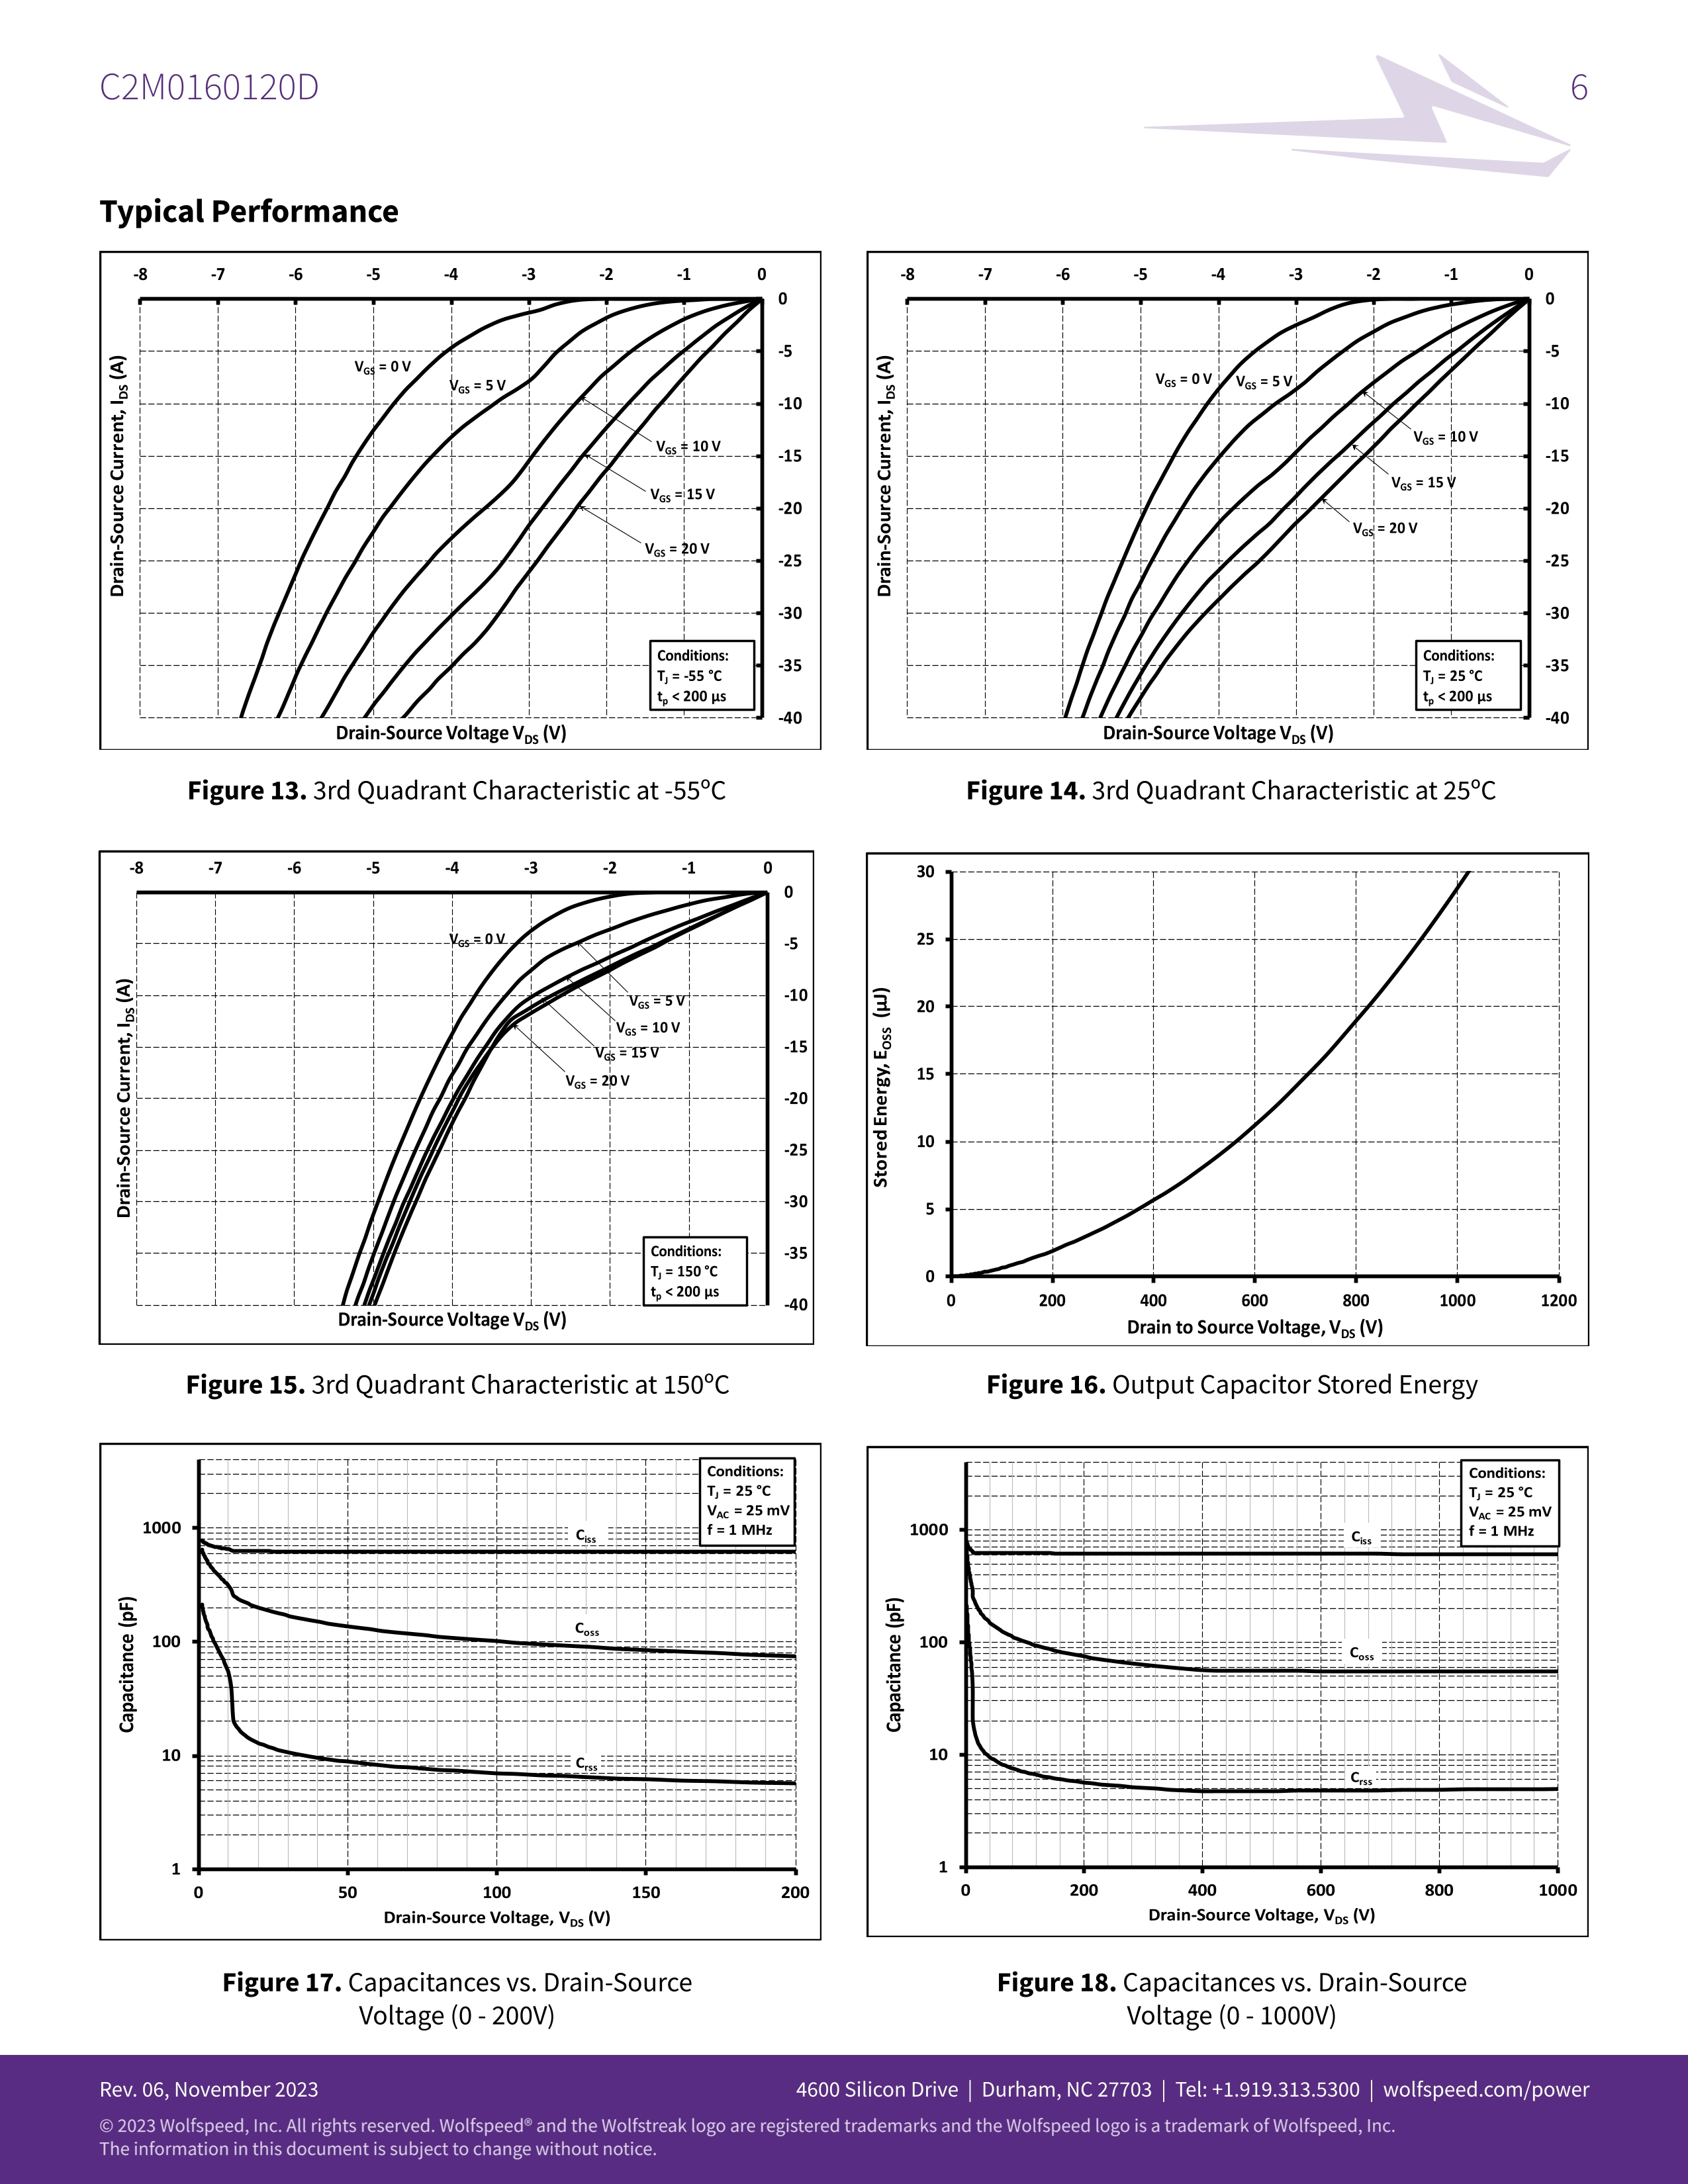 C2M0160120D
6
Typical Performance
-8 -7 -6 -5 -4 -3 -2 -1 0
0
-5
-10
-15
-20
-25
-30
-35
-40
Drain-Source Current, IDS (A)
VGS = 0 V
VGS = 5 V
VGS = 10 V
VGS = 15 V
VGS = 20 V
Conditions:
TJ = -55 °C
tp < 200 µs
Drain-Source Voltage VDS (V)
Figure 13. 3rd Quadrant Characteristic at -55ºC
-8 -7 -6 -5 -4 -3 -2 -1 0
0
-5
-10
-15
-20
-25
-30
-35
-40
Drain-Source Current, IDS (A)
VGS = 0 V
VGS = 5 V
VGS = 10 V
VGS = 15 V
VGS = 20 V
Conditions:
TJ = 25 °C
tp < 200 µs
Drain-Source Voltage VDS (V)
Figure 14. 3rd Quadrant Characteristic at 25ºC
-8 -7 -6 -5 -4 -3 -2 -1 0
0
-5
-10
-15
-20
-25
-30
-35
-40
Drain-Source Current, IDS (A)
VGS = 0 V
VGS = 5 V
VGS = 10 V
VGS = 15 V
VGS = 20 V
Conditions:
TJ = 150 °C
tp < 200 µs
Drain-Source Voltage VDS (V)
Figure 15. 3rd Quadrant Characteristic at 150ºC
30
25
20
15
10
5
0
Stored Energy, EOSS (µJ)
0 200 400 600 800 1000 1200
Drain to Source Voltage, VDS (V)
Figure 16. Output Capacitor Stored Energy
1000
100
10
1
Capacitance (pF)
Conditions:
TJ = 25 °C
VAC = 25 mV
f = 1 MHz
Ciss
Coss
Crss
0 50 100 150 200
Drain-Source Voltage, VDS (V)
Figure 17. Capacitances vs. Drain-Source
Voltage (0 - 200V)
1000
100
10
1
Capacitance (pF)
Conditions:
TJ = 25 °C
VAC = 25 mV
f = 1 MHz
Ciss
Coss
Crss
0 200 400 600 800 1000
Drain-Source Voltage, VDS (V)
Figure 18. Capacitances vs. Drain-Source
Voltage (0 - 1000V)
Rev. 06, November 2023
4600 Silicon Drive | Durham, NC 27703 | Tel: +1.919.313.5300 | wolfspeed.com/power
© 2023 Wolfspeed, Inc. All rights reserved. Wolfspeed® and the Wolfstreak logo are registered trademarks and the Wolfspeed logo is a trademark of Wolfspeed, Inc.
The information in this document is subject to change without notice.